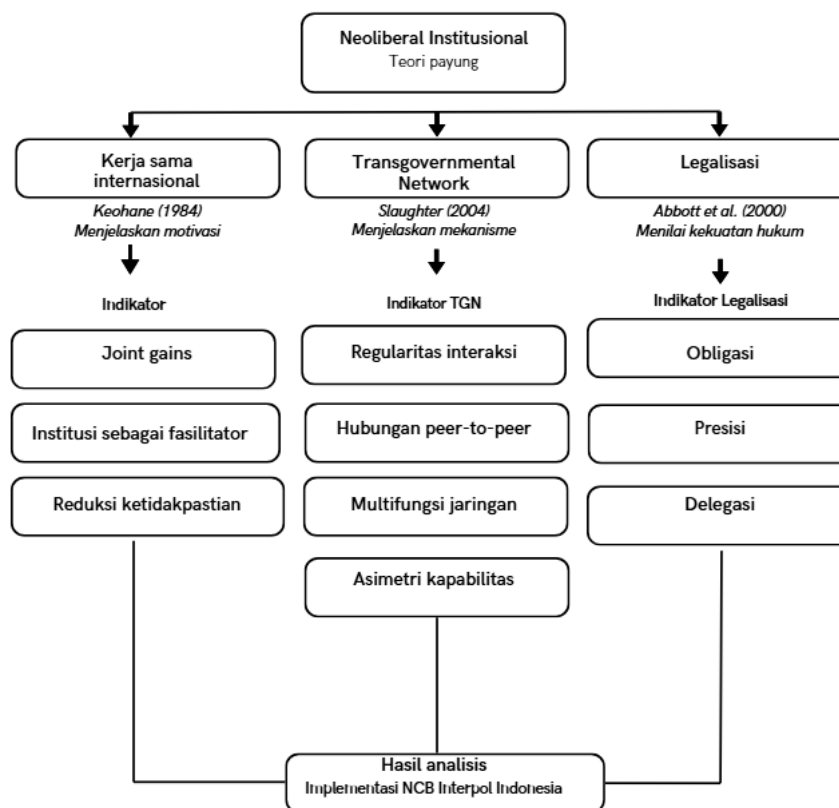 Neoliberal Institusional
Teori payung
Kerja sama
internasional
Keohane (1984)
Menjelaskan motivasi
Indikator
Joint gains
Institusi sebagai fasilitator
Reduksi ketidakpastian
Transgovernmental
Network
Slaughter (2004)
Menjelaskan mekanisme
Indikator TGN
Regularitas interaksi
Hubungan peer-to-peer
Multifungsi jaringan
Asimetri kapabilitas
Legalisasi
Abbott et al. (2000)
Menilai kekuatan hukum
Indikator Legalisasi
Obligasi
Presisi
Delegasi
Hasil analisis
Implementasi NCB Interpol Indonesia